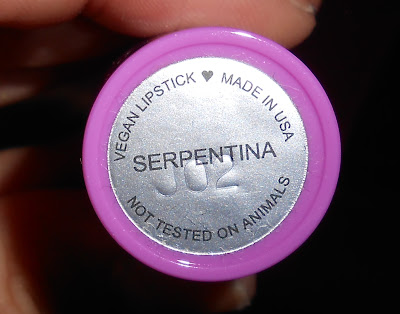 VEGAN LIPSTICK ♥ MADE IN USA
SERPENTINA
J02
NOT TESTED ON ANIMALS